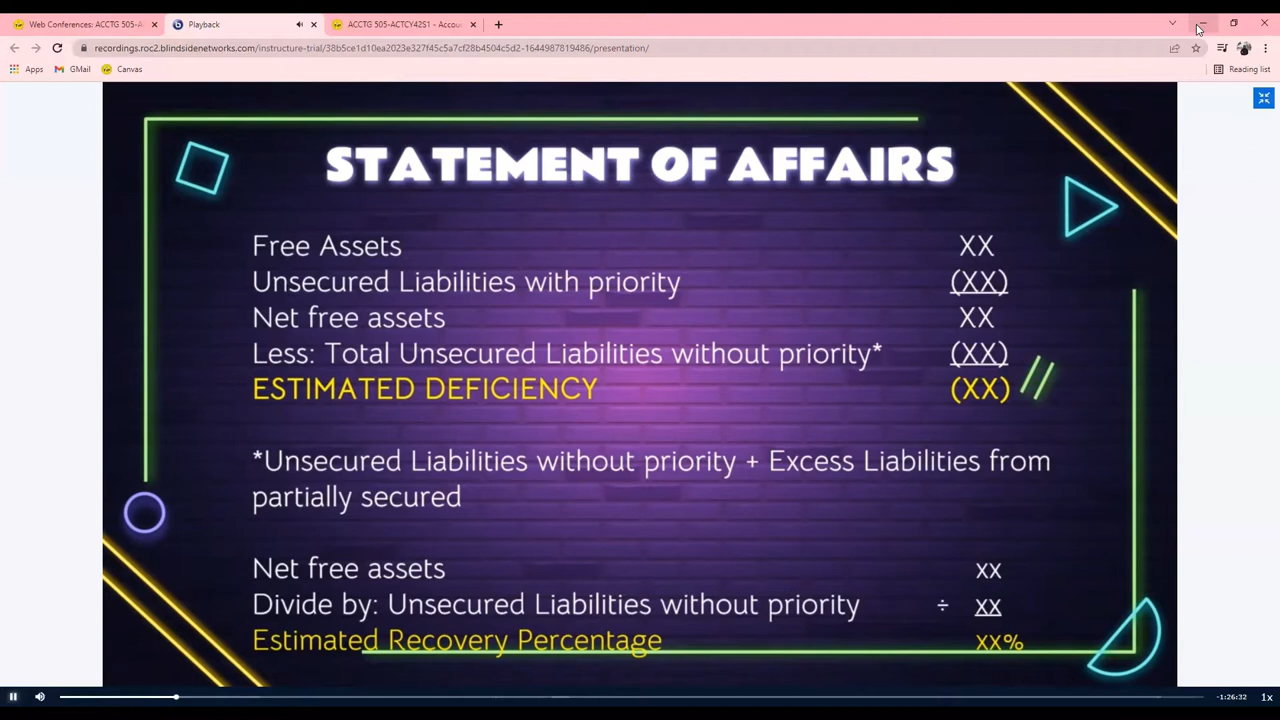 Web Conferences: ACCTG 505-A
Playback
ACCTG 505-ACTCY42S1 - Accou
recordings.roc2.blindsidenetworks.com/instructure-trial/38b5ce1d10ea2023e327f45c5a7cf28b4504c5d2-1644987819486/presentation/
Apps GMail Canvas Reading list
STATEMENT OF AFFAIRS
Free Assets XX
Unsecured Liabilities with priority (XX)
Net free assets XX
Less: Total Unsecured Liabilities without priority* (XX)
ESTIMATED DEFICIENCY (XX)
*Unsecured Liabilities without priority + Excess Liabilities from
partially secured
Net free assets xx
Divide by: Unsecured Liabilities without priority ÷ xx
Estimated Recovery Percentage xx%
-1:26:32 1x